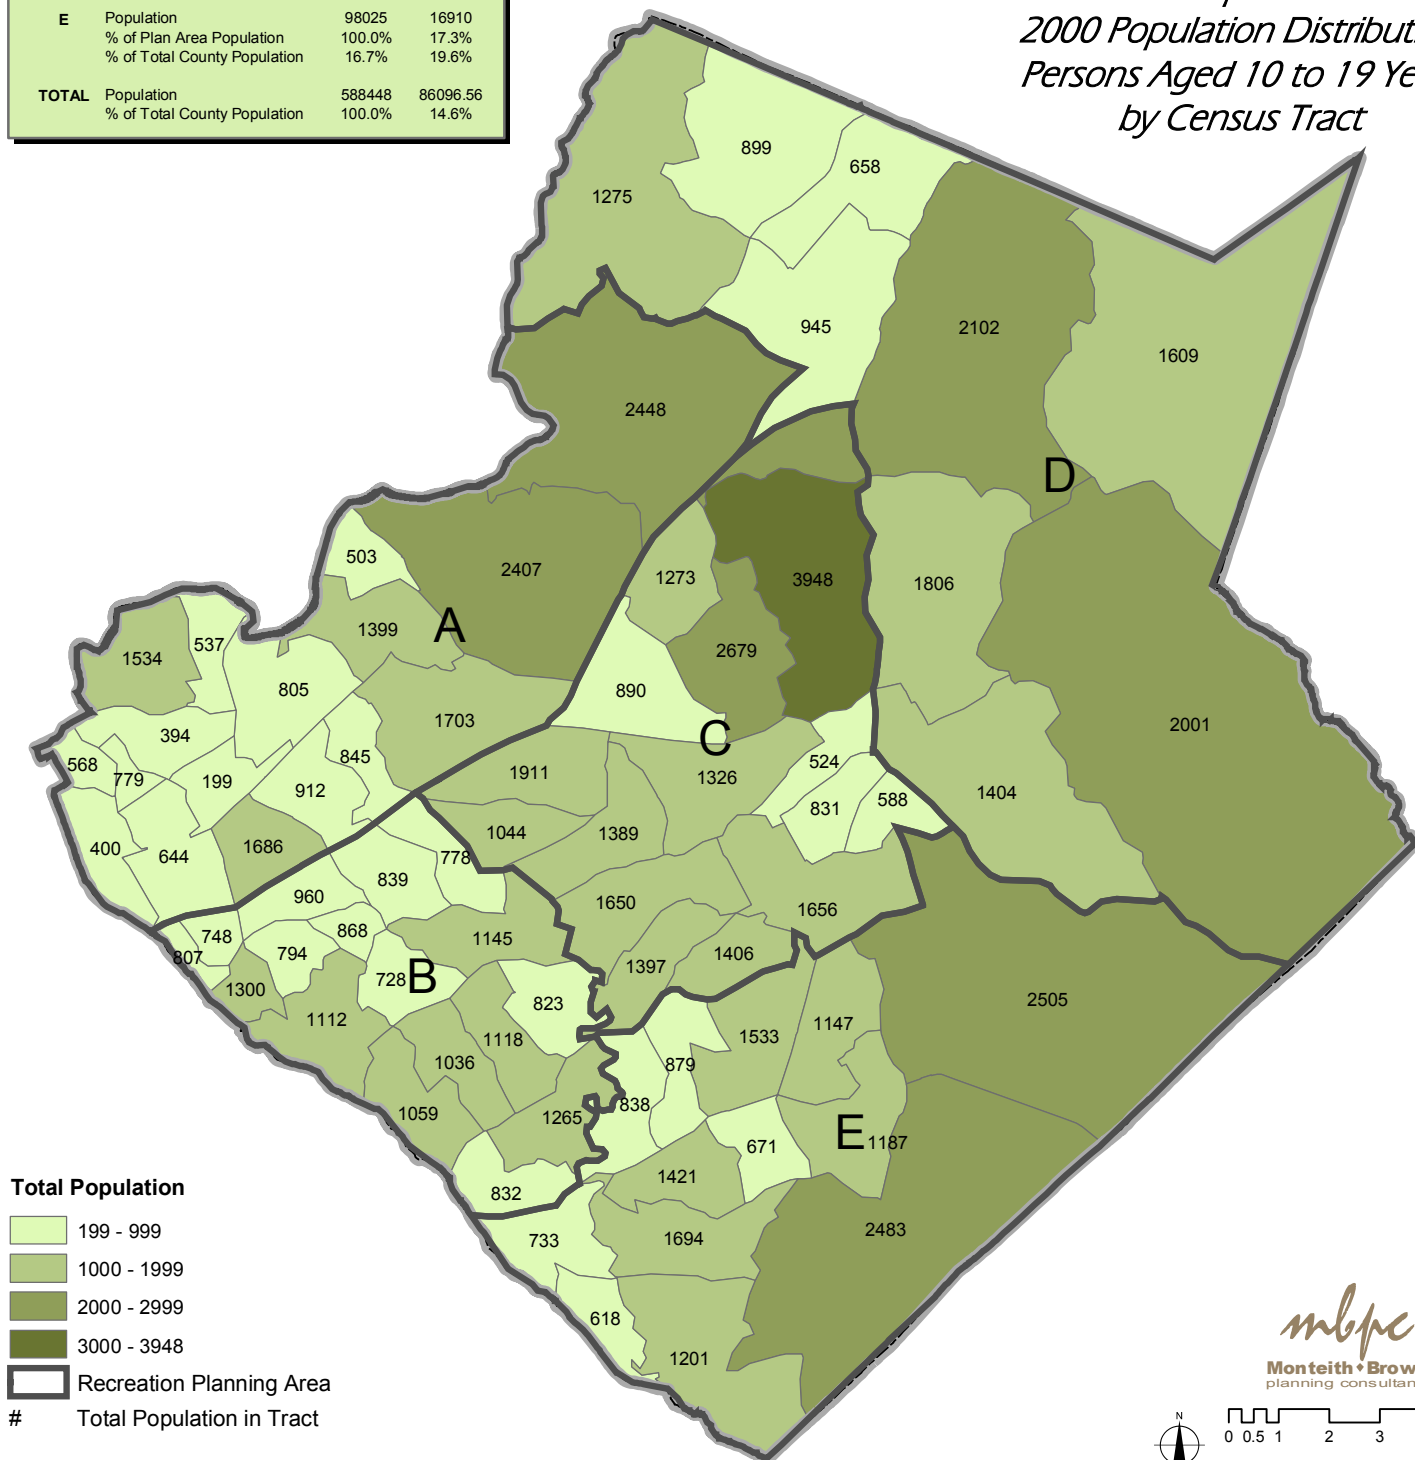 E Population 98025 16910
% of Plan Area Population 100.0% 17.3%
% of Total County Population 16.7% 19.6%
TOTAL Population 588448 86096.56
% of Total County Population 100.0% 14.6%
2000 Population Distribut
Persons Aged 10 to 19 Ye
by Census Tract
899
658
1275
945
2102
1609
2448
D
503
2407
1273
3948
1806
1399
A
537
1534
2679
805
890
1703
2001
394
C
845
568
779
199
1911
1326
524
912
588
1404
831
1044
1389
400
644
1686
778
839
960
1650
1656
868
748
1145
794
1406
807
1397
728
B
1300
823
2505
1112
1147
1118
1533
1036
879
838
1059
1265
E
1187
671
1421
832
2483
733
1694
618
1201
Total Population
199 - 999
1000 - 1999
2000 - 2999
3000 - 3948
Recreation Planning Area
# Total Population in Tract
mbpc
Monteith Brow
planning consultan
N
0 0.5 1 2 3